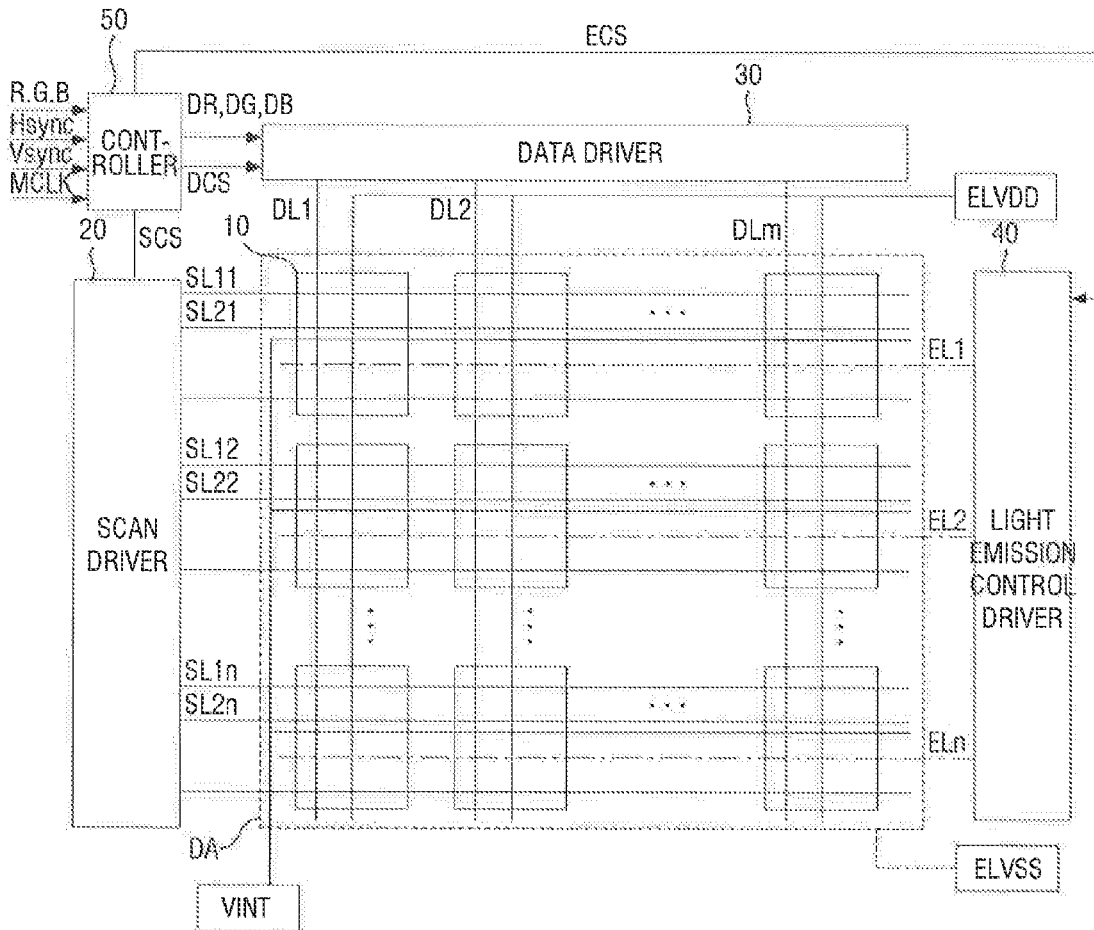 50
ECS
R.G.B
Hsync
Vsync
MCLK
CONT-
ROLLER
DR,DG,DB
DCS
30
DATA DRIVER
DL1
DL2
DLm
ELVDD
20
SCS
10
40
SL11
SL21
EL1
SL12
SL22
EL2
SCAN
DRIVER
LIGHT
EMISSION
CONTROL
DRIVER
SL1n
SL2n
ELn
DA
ELVSS
VINT